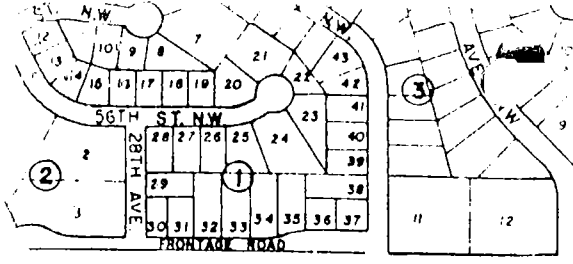 ST. N.W.
N.W.
12 10 9 8 7
13 14 15 13 17 18 19 20 21 22 43 42
3
AVE
N.W.
56TH ST. N.W.
41
23
9
28 27 26 25 24 40
2
28TH AVE.
39
2
1
29 38
3
11 12
30 31 32 33 34 35 36 37
FRONTAGE ROAD